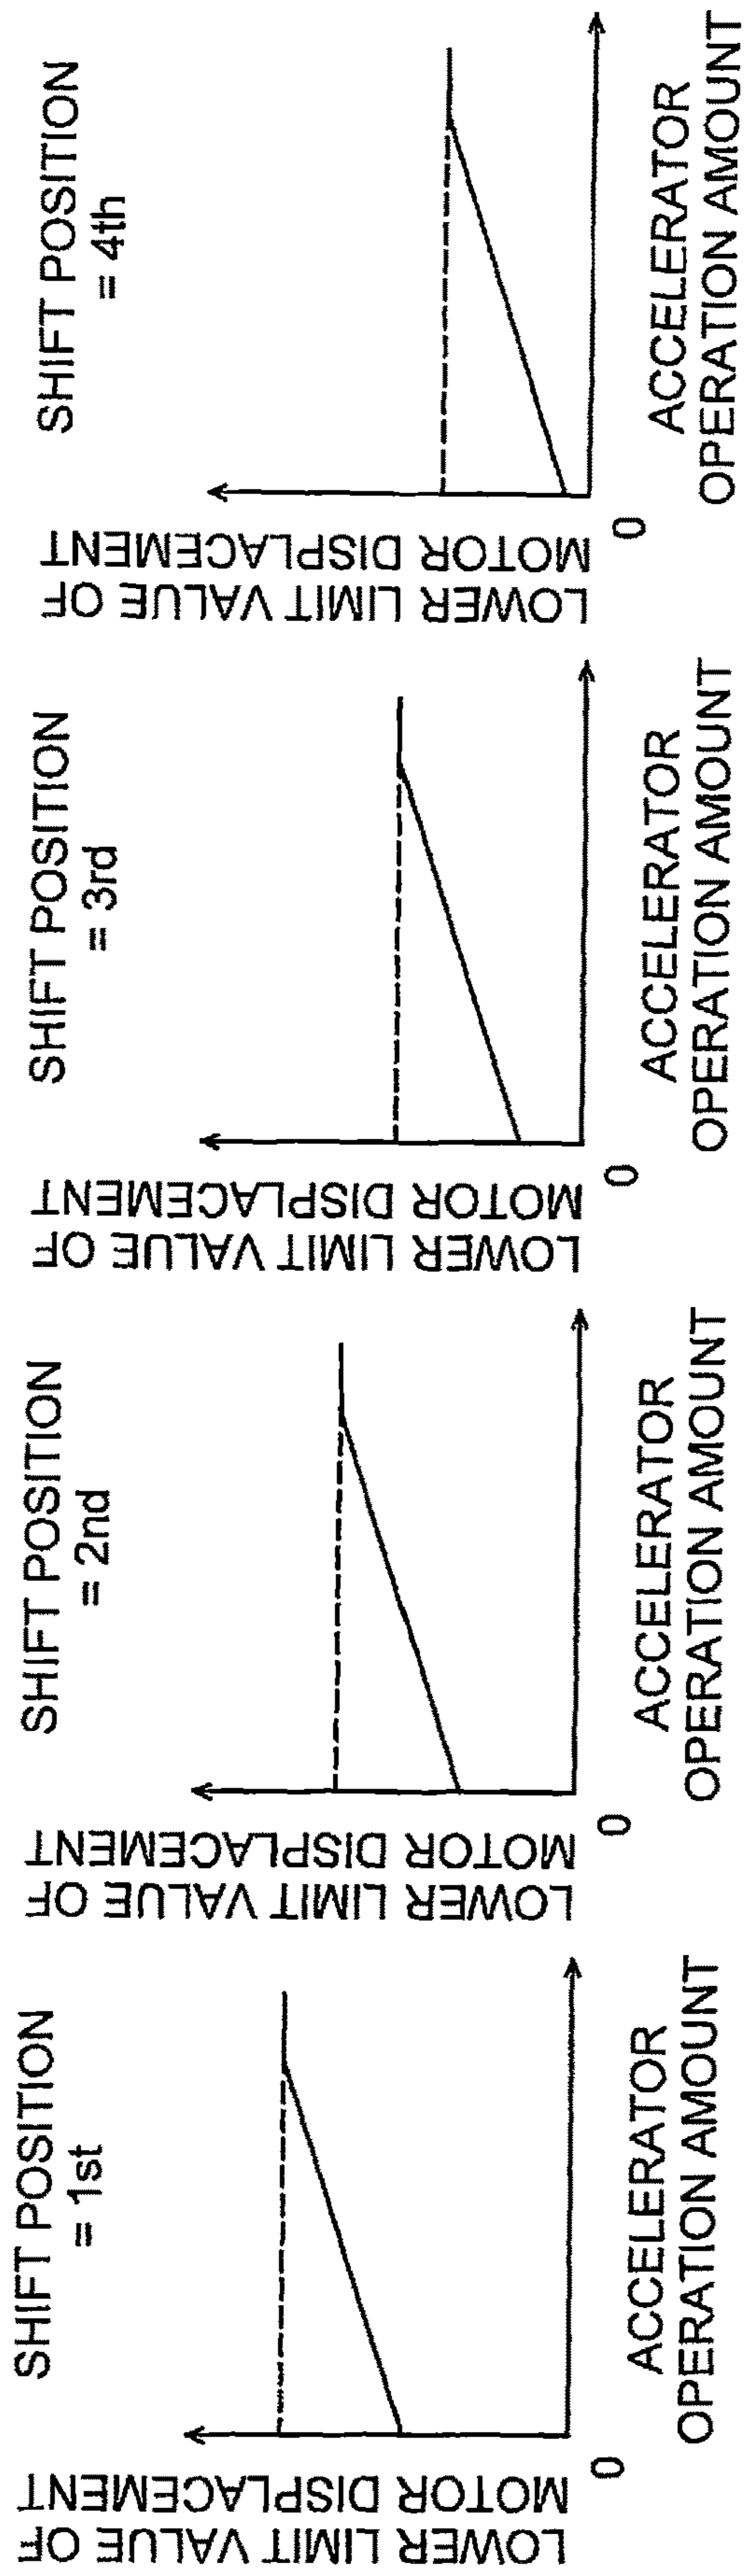 SHIFT POSITION
= 1st
LOWER LIMIT VALUE OF
MOTOR DISPLACEMENT
0
ACCELERATOR
OPERATION AMOUNT
SHIFT POSITION
= 2nd
LOWER LIMIT VALUE OF
MOTOR DISPLACEMENT
0
ACCELERATOR
OPERATION AMOUNT
SHIFT POSITION
= 3rd
LOWER LIMIT VALUE OF
MOTOR DISPLACEMENT
0
ACCELERATOR
OPERATION AMOUNT
SHIFT POSITION
= 4th
LOWER LIMIT VALUE OF
MOTOR DISPLACEMENT
0
ACCELERATOR
OPERATION AMOUNT